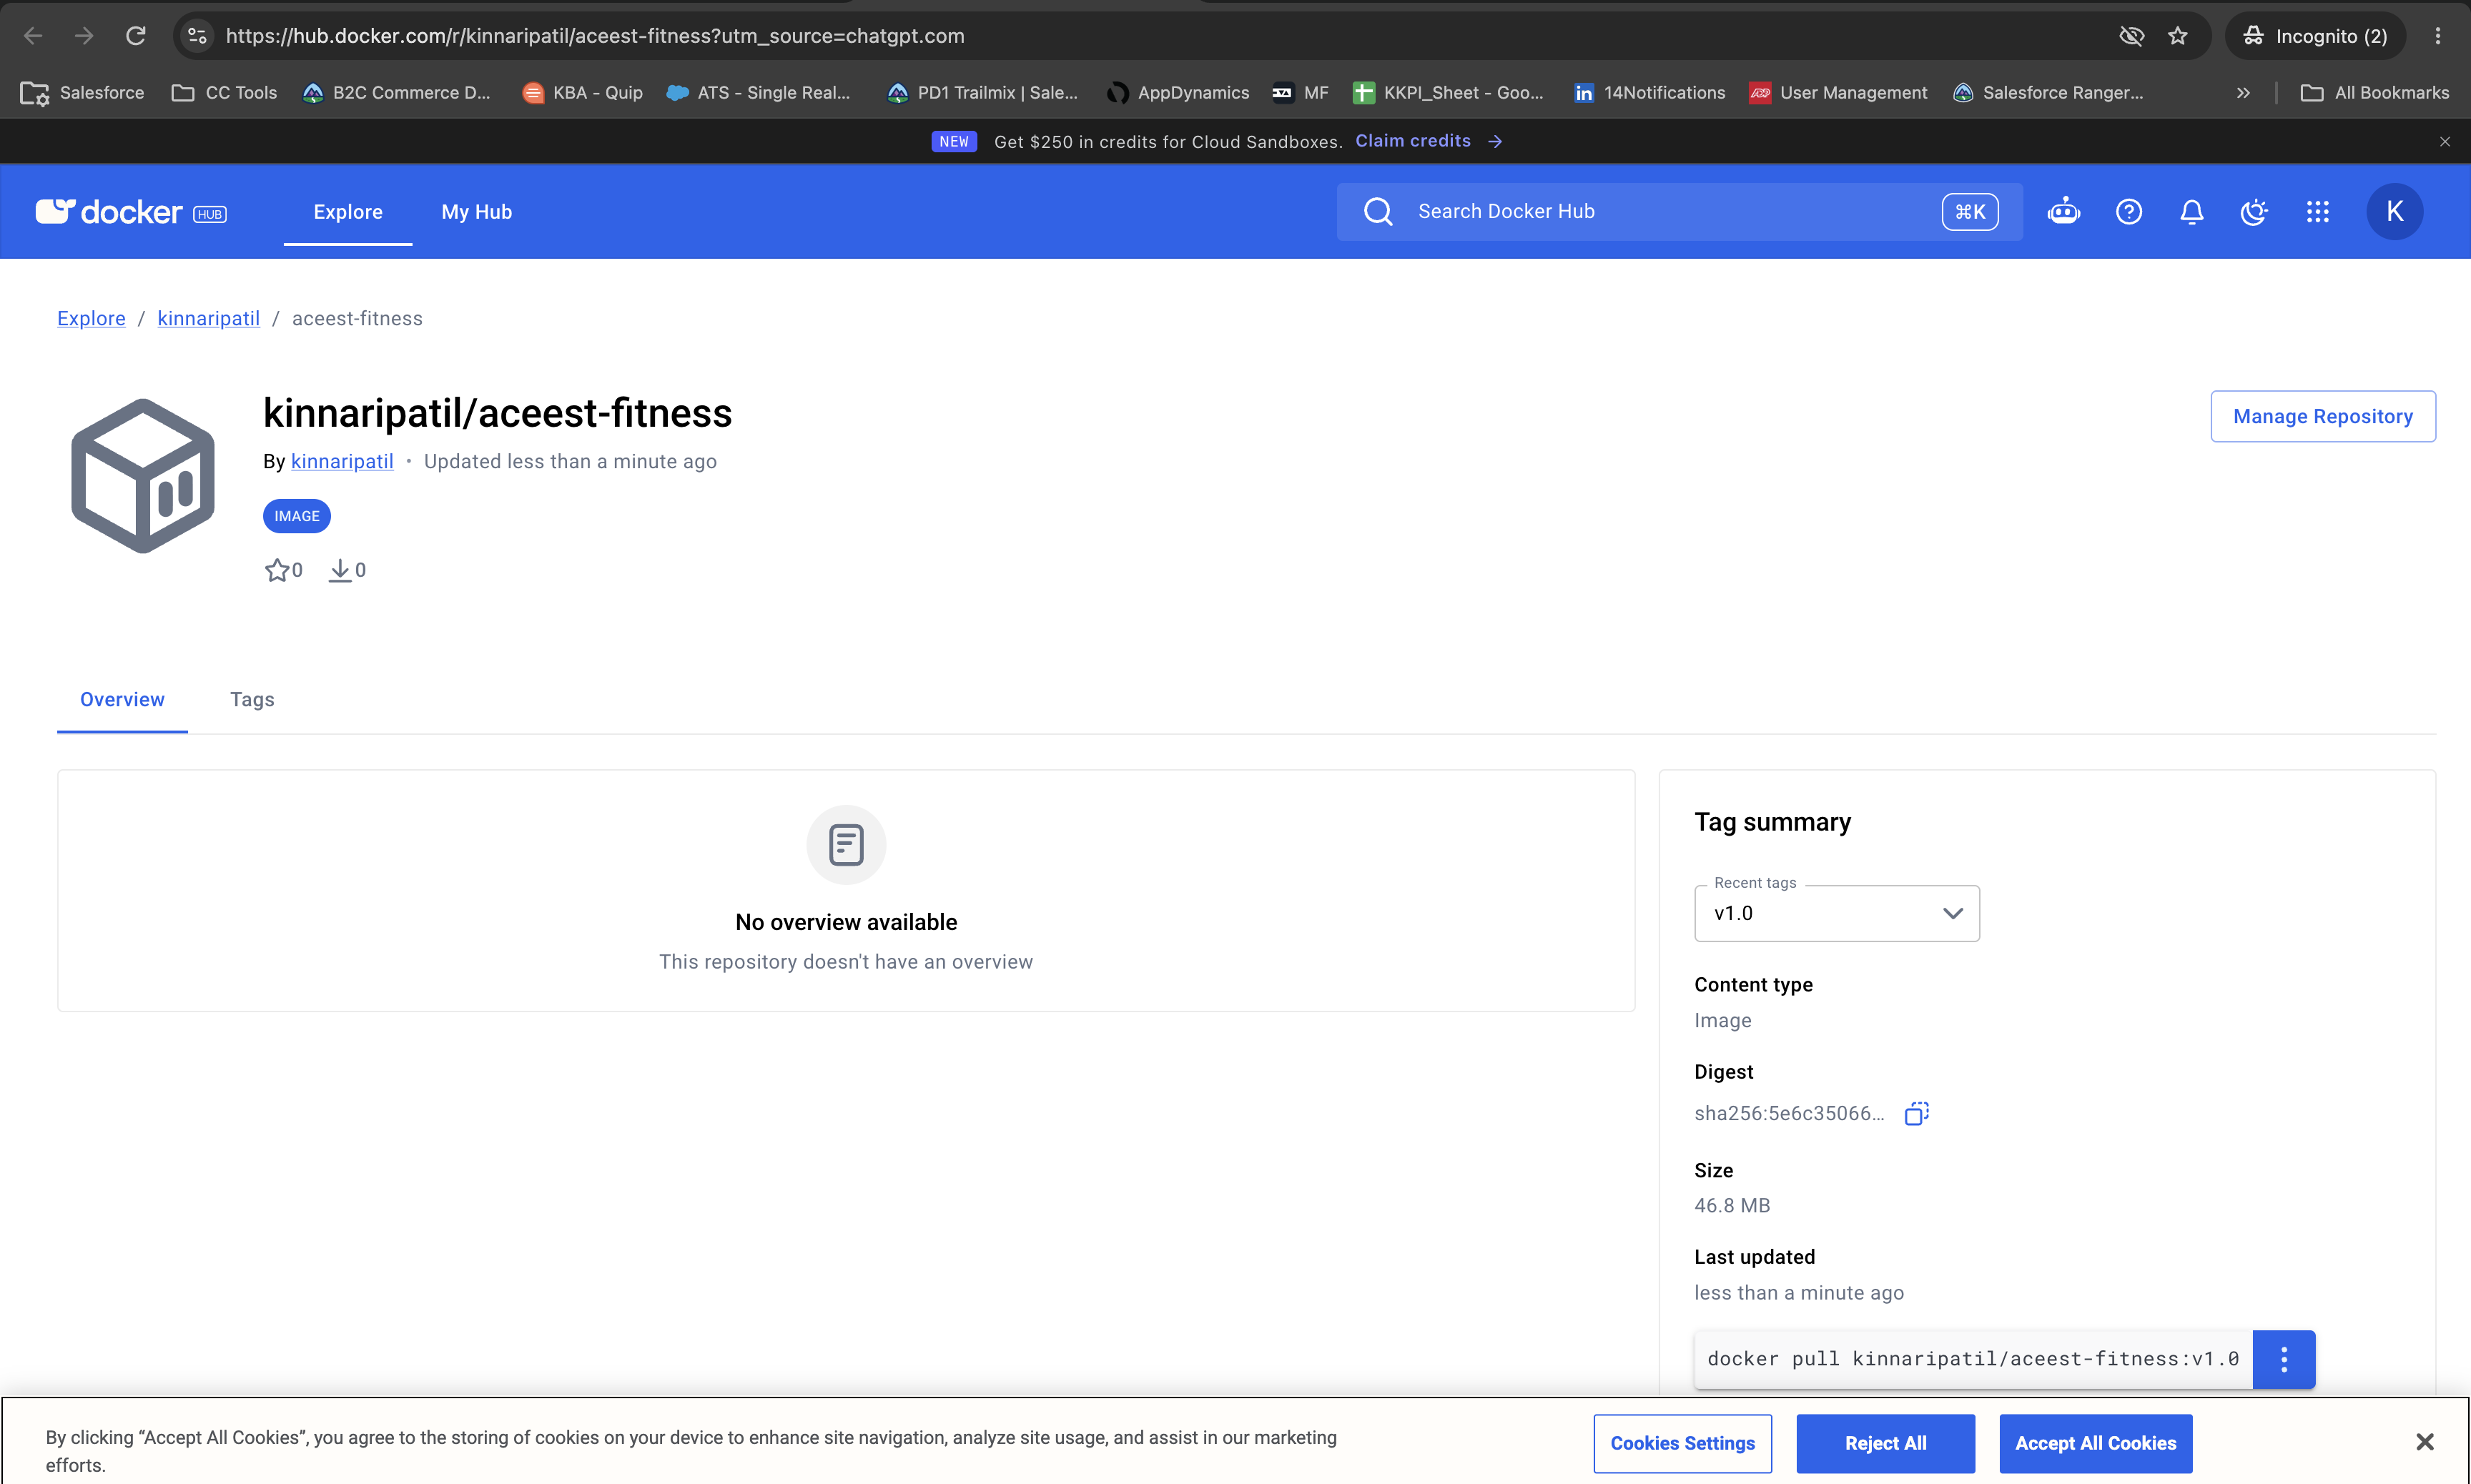 https://hub.docker.com/r/kinnaripatil/aceest-fitness?utm_source=chatgpt.com
Incognito (2)
Salesforce
CC Tools
B2C Commerce D...
KBA - Quip
ATS - Single Real...
PD1 Trailmix | Sale...
AppDynamics
MF
KKPI_Sheet - Goo...
14Notifications
User Management
Salesforce Ranger...
»
All Bookmarks
NEW Get $250 in credits for Cloud Sandboxes. Claim credits →
docker HUB
Explore
My Hub
Search Docker Hub
⌘K
K
Explore / kinnaripatil / aceest-fitness
kinnaripatil/aceest-fitness
Manage Repository
By kinnaripatil • Updated less than a minute ago
IMAGE
0
0
Overview
Tags
No overview available
This repository doesn't have an overview
Tag summary
Recent tags
v1.0
Content type
Image
Digest
sha256:5e6c35066...
Size
46.8 MB
Last updated
less than a minute ago
docker pull kinnaripatil/aceest-fitness:v1.0
By clicking “Accept All Cookies”, you agree to the storing of cookies on your device to enhance site navigation, analyze site usage, and assist in our marketing
efforts.
Cookies Settings
Reject All
Accept All Cookies